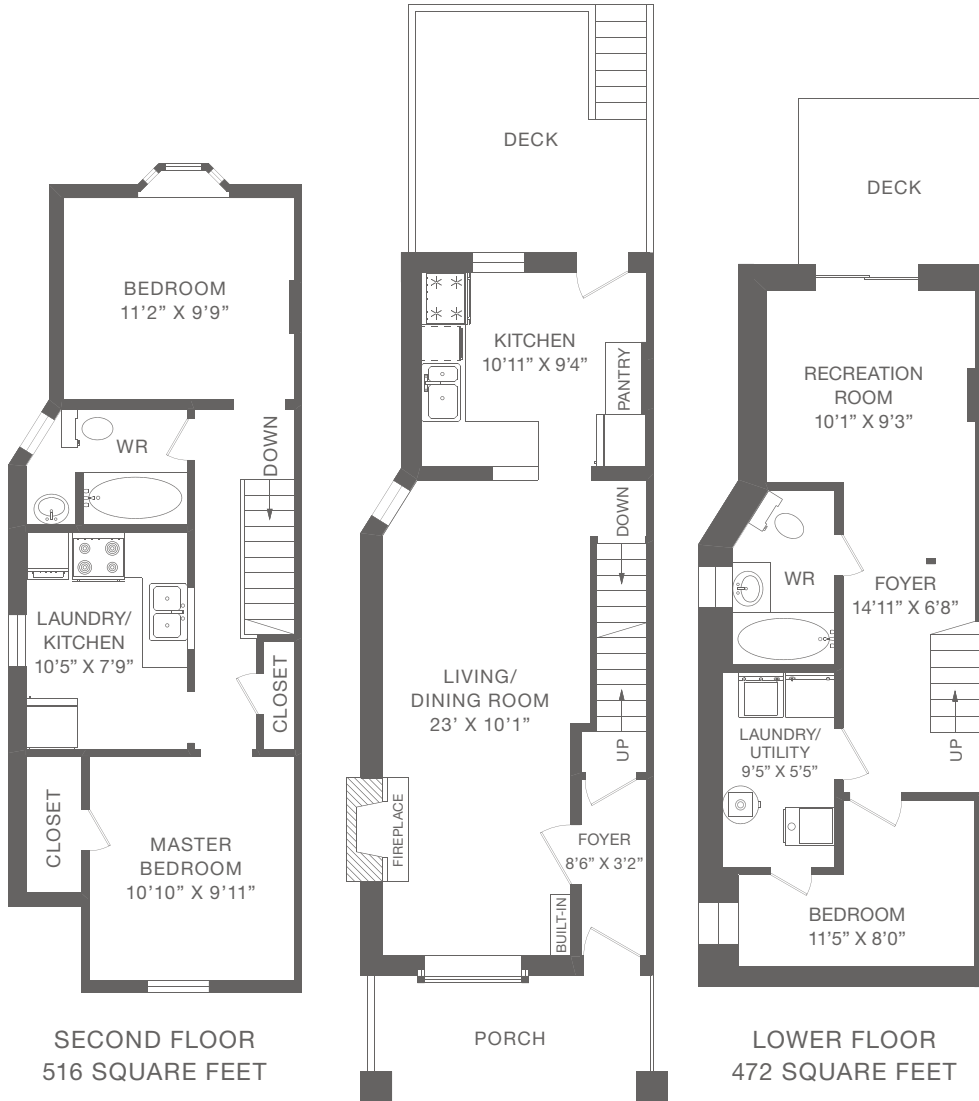 BEDROOM
11'2” X 9'9”
WR
DOWN
LAUNDRY/
KITCHEN
10'5” X 7'9”
CLOSET
CLOSET
MASTER
BEDROOM
10'10” X 9'11”
SECOND FLOOR
516 SQUARE FEET
DECK
KITCHEN
10'11” X 9'4”
PANTRY
DOWN
LIVING/
DINING ROOM
23' X 10'1”
UP
FIREPLACE
FOYER
8'6” X 3'2”
BUILT-IN
PORCH
DECK
RECREATION
ROOM
10'1” X 9'3”
WR
FOYER
14'11” X 6'8”
LAUNDRY/
UTILITY
9'5” X 5'5”
UP
BEDROOM
11'5” X 8'0”
LOWER FLOOR
472 SQUARE FEET